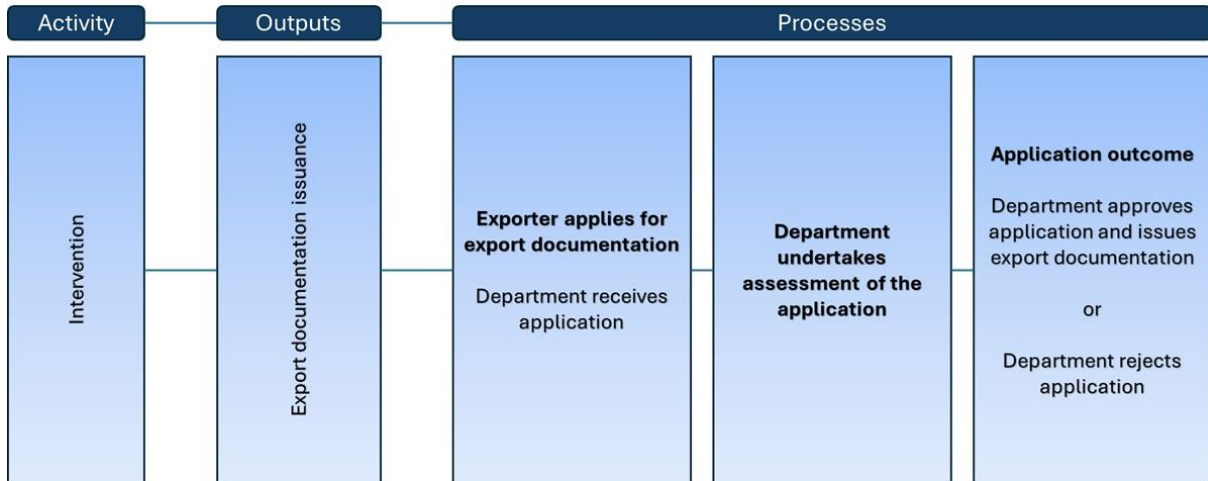 Activity
Outputs
Processes
Intervention
Export documentation issuance
Exporter applies for
export documentation
Department receives
application
Department
undertakes
assessment of the
application
Application outcome
Department approves
application and issues
export documentation
or
Department rejects
application